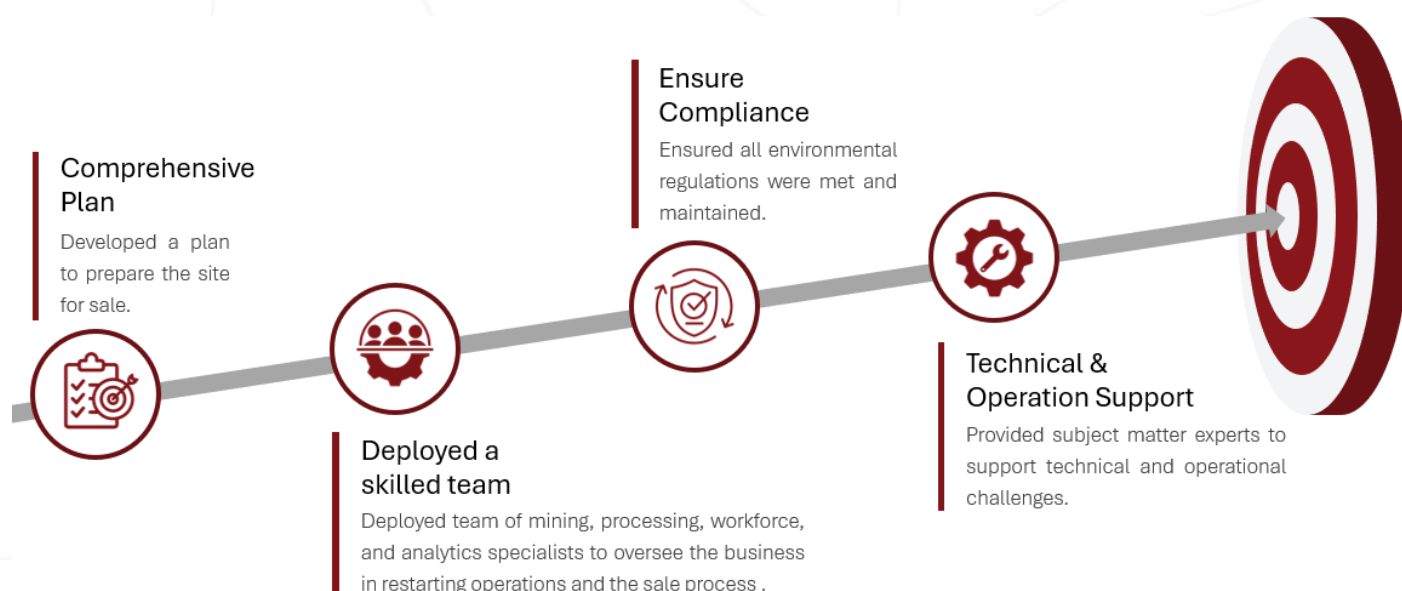 Comprehensive
Plan
Developed a plan
to prepare the site
for sale.
Deployed a
skilled team
Deployed team of mining, processing, workforce,
and analytics specialists to oversee the business
in restarting operations and the sale process .
Ensure
Compliance
Ensured all environmental
regulations were met and
maintained.
Technical &
Operation Support
Provided subject matter experts to
support technical and operational
challenges.